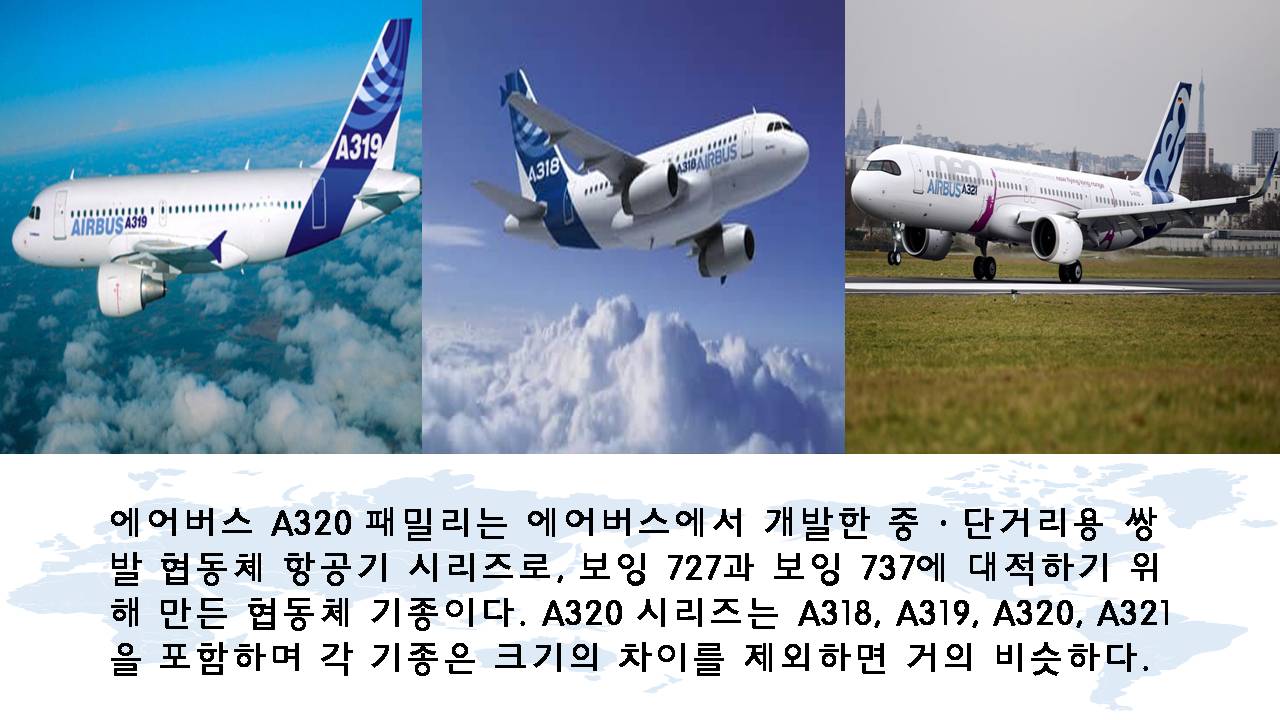 A319
AIRBUS A319
A318
A318 AIRBUS
neo
AIRBUS A321
에어버스 A320 패밀리는 에어버스에서 개발한 중·단거리용 쌍
발 협동체 항공기 시리즈로, 보잉 727과 보잉 737에 대적하기 위
해 만든 협동체 기종이다. A320 시리즈는 A318, A319, A320, A321
을 포함하며 각 기종은 크기의 차이를 제외하면 거의 비슷하다.